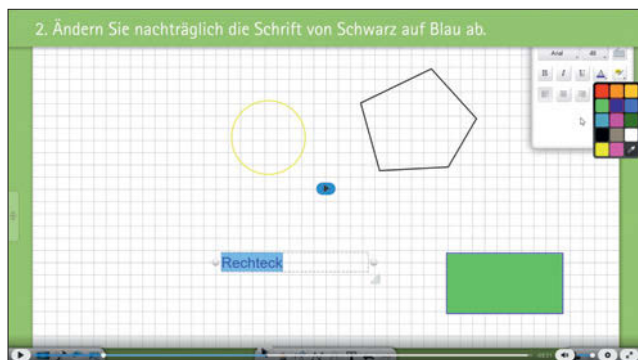 2. Ändern Sie nachträglich die Schrift von Schwarz auf Blau ab.
Arial
B I U A
Rechteck